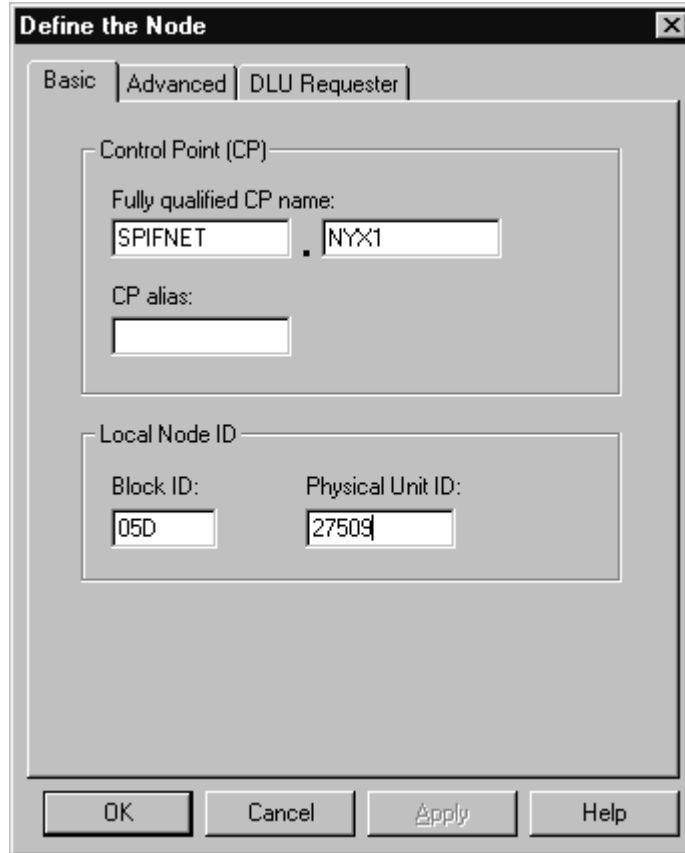 Define the Node
Basic Advanced DLU Requester
Control Point (CP)
Fully qualified CP name:
SPIFNET . NYX1
CP alias:
Local Node ID
Block ID: Physical Unit ID:
05D 27509
OK Cancel Apply Help